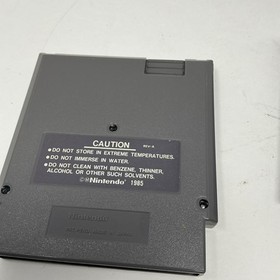 CAUTION REV-A
●DO NOT STORE IN EXTREME TEMPERATURES.
●DO NOT IMMERSE IN WATER.
●DO NOT CLEAN WITH BENZENE, THINNER,
ALCOHOL OR OTHER SUCH SOLVENTS.
©Nintendo 1985